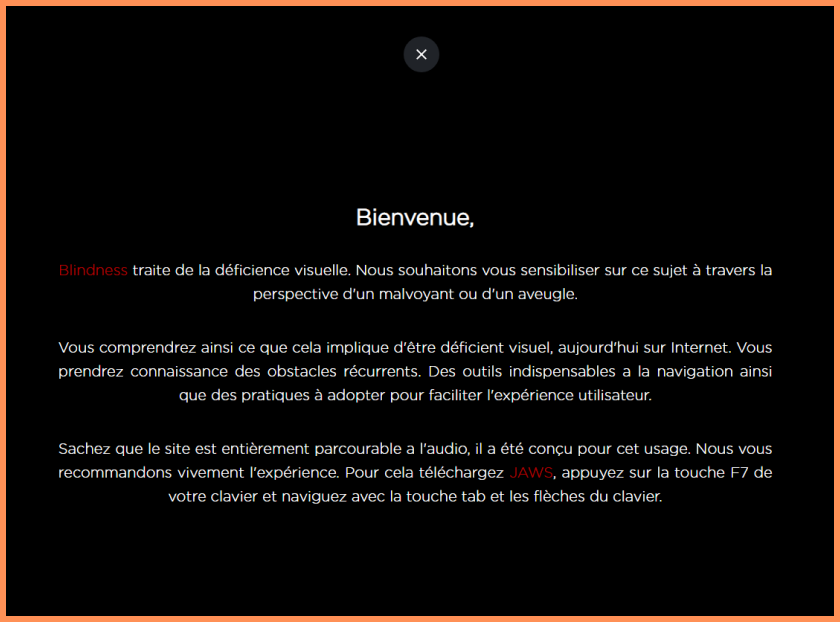 Bienvenue,
Blindness traite de la déficience visuelle. Nous souhaitons vous sensibiliser sur ce sujet à travers la
perspective d'un malvoyant ou d'un aveugle.
Vous comprendrez ainsi ce que cela implique d'être déficient visuel, aujourd'hui sur Internet. Vous
prendrez connaissance des obstacles récurrents. Des outils indispensables a la navigation ainsi
que des pratiques à adopter pour faciliter l'expérience utilisateur.
Sachez que le site est entièrement parcourable a l'audio, il a été conçu pour cet usage. Nous vous
recommandons vivement l'expérience. Pour cela téléchargez JAWS, appuyez sur la touche F7 de
votre clavier et naviguez avec la touche tab et les flèches du clavier.